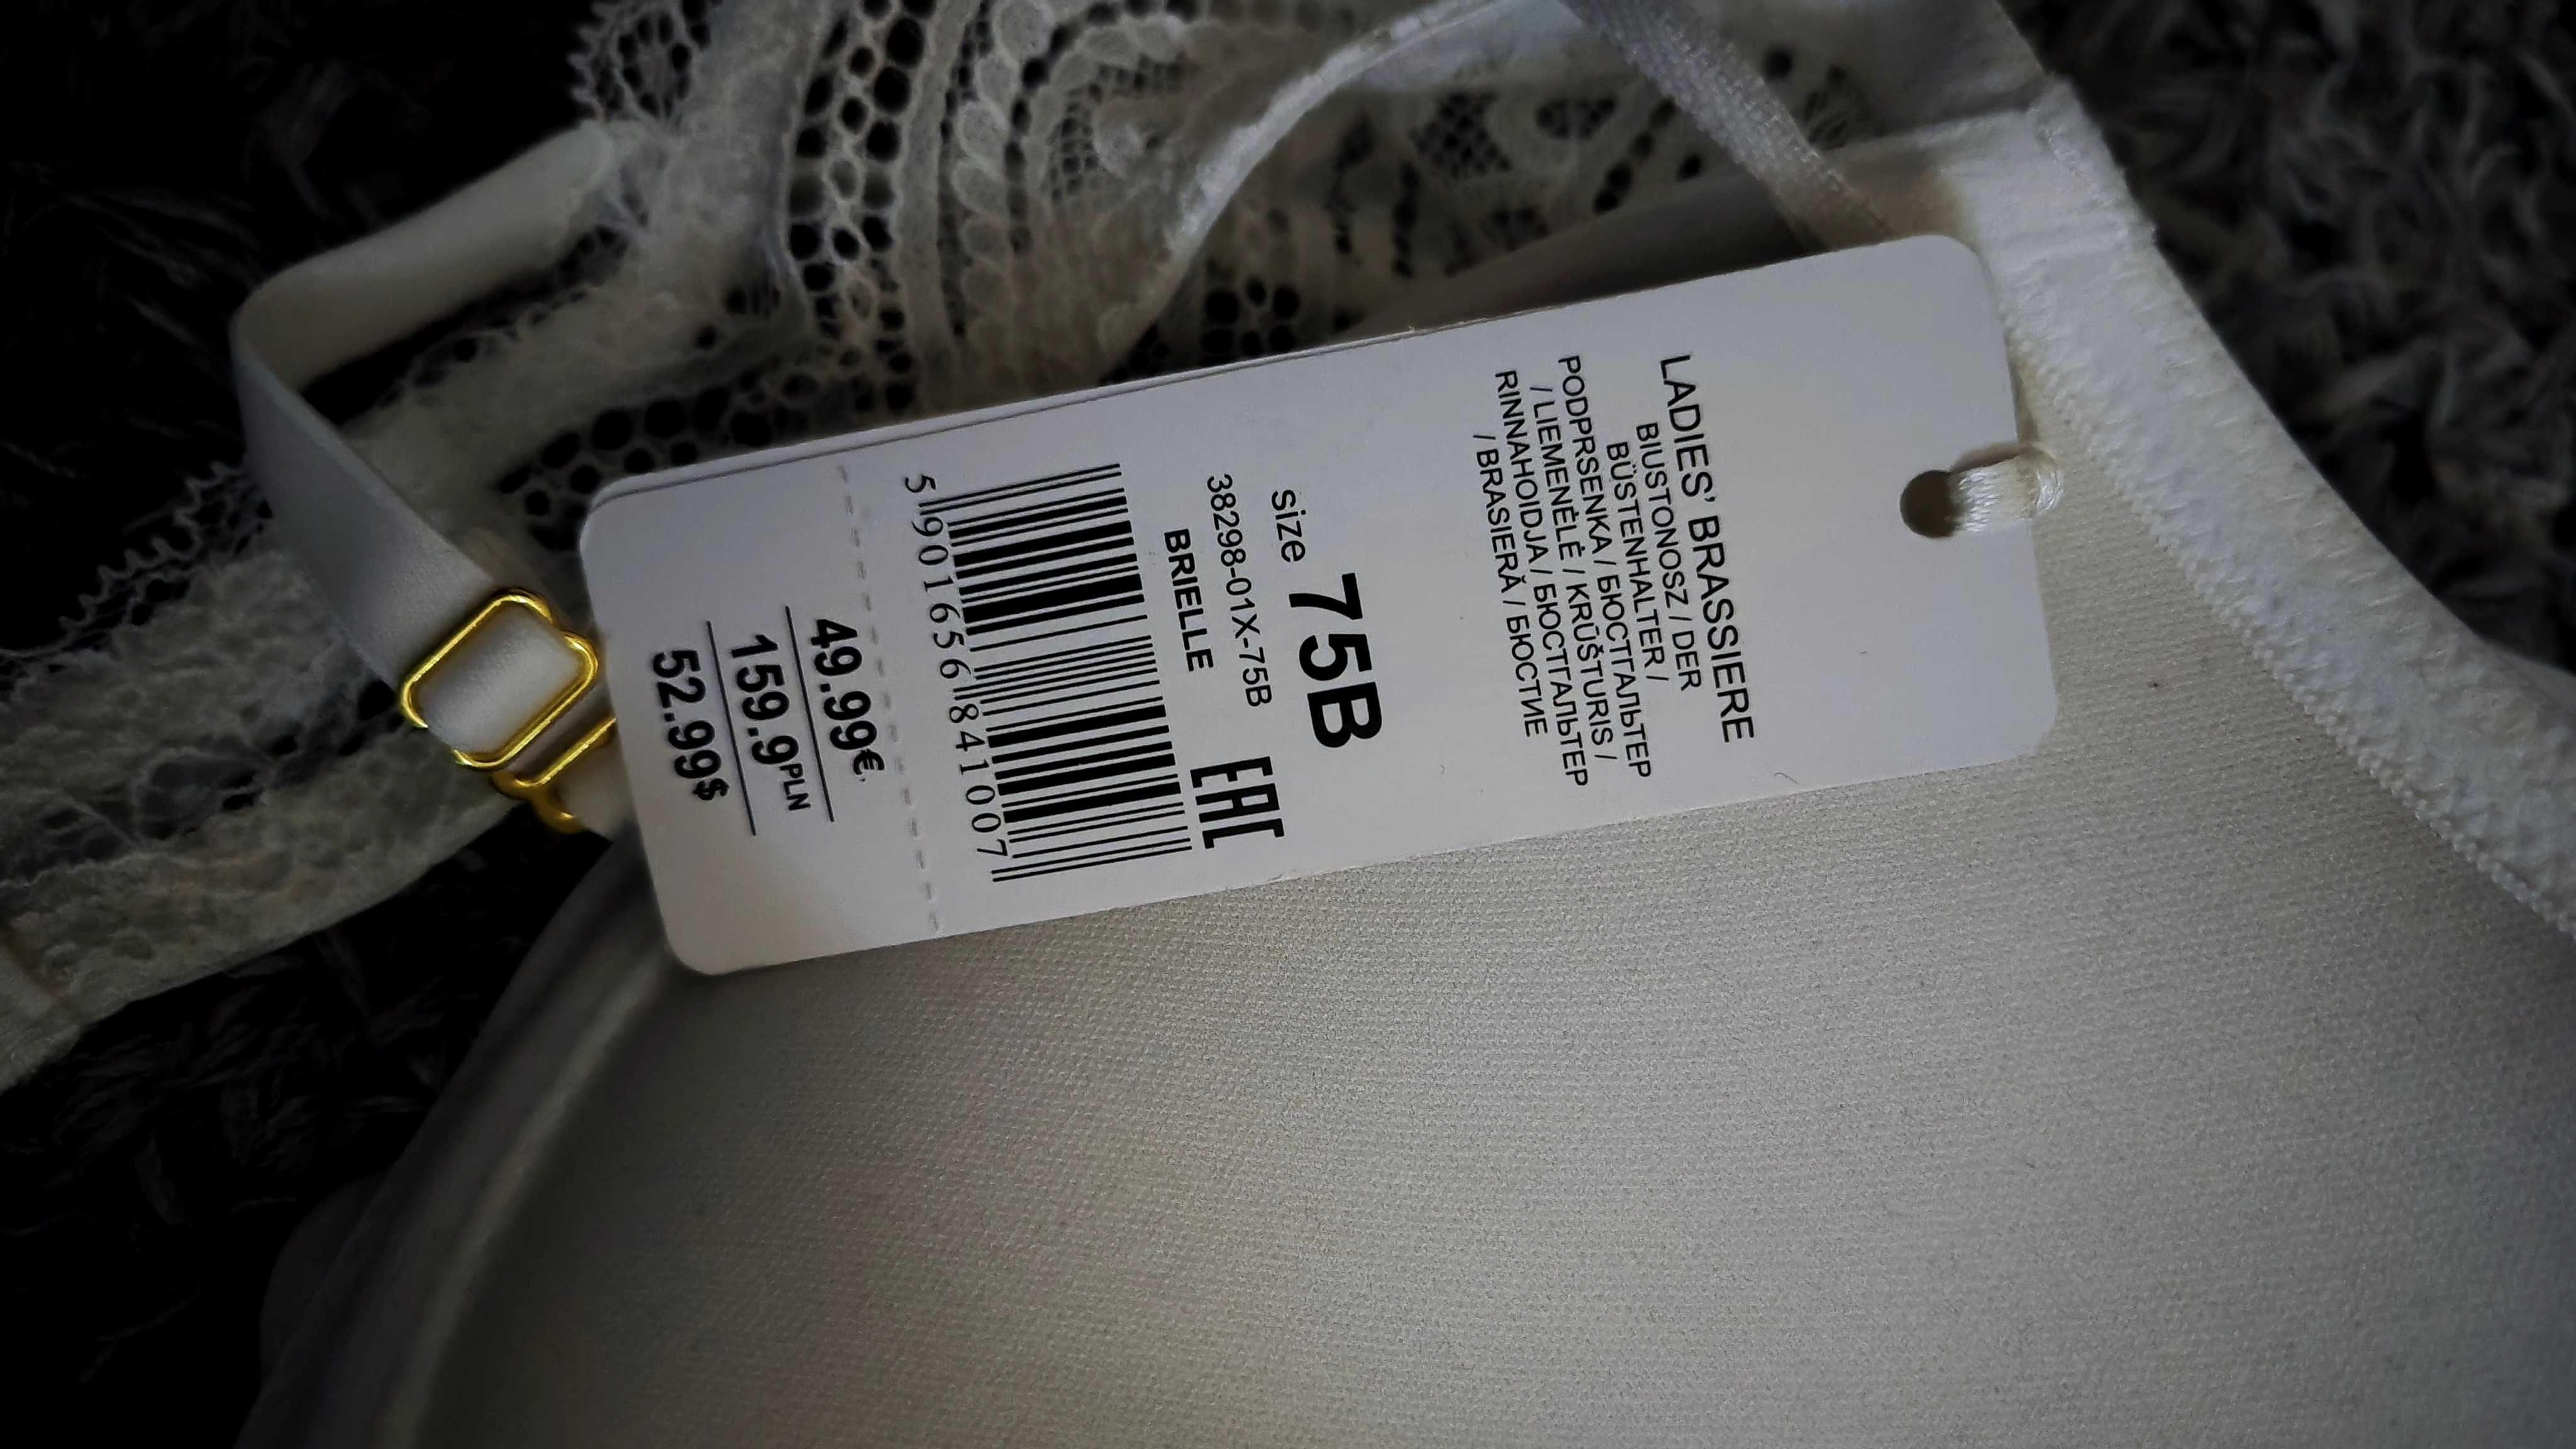 LADIES' BRASSIERE
BIUSTONOSZ / DER
BÜSTENHALTER /
PODPRSENKA / БЮСТГАЛЬТЕР
/ LIEMENĖLĖ / KRŪŠTURIS /
RINNAHOIDJA / БЮСТГАЛЬТЕР
/ BRASIERĂ / БЮСТИЕ
size 75B
38298-01X-75B
BRIELLE
EAC
5 901656 841007
49.99€
159.9PLN
52.99$